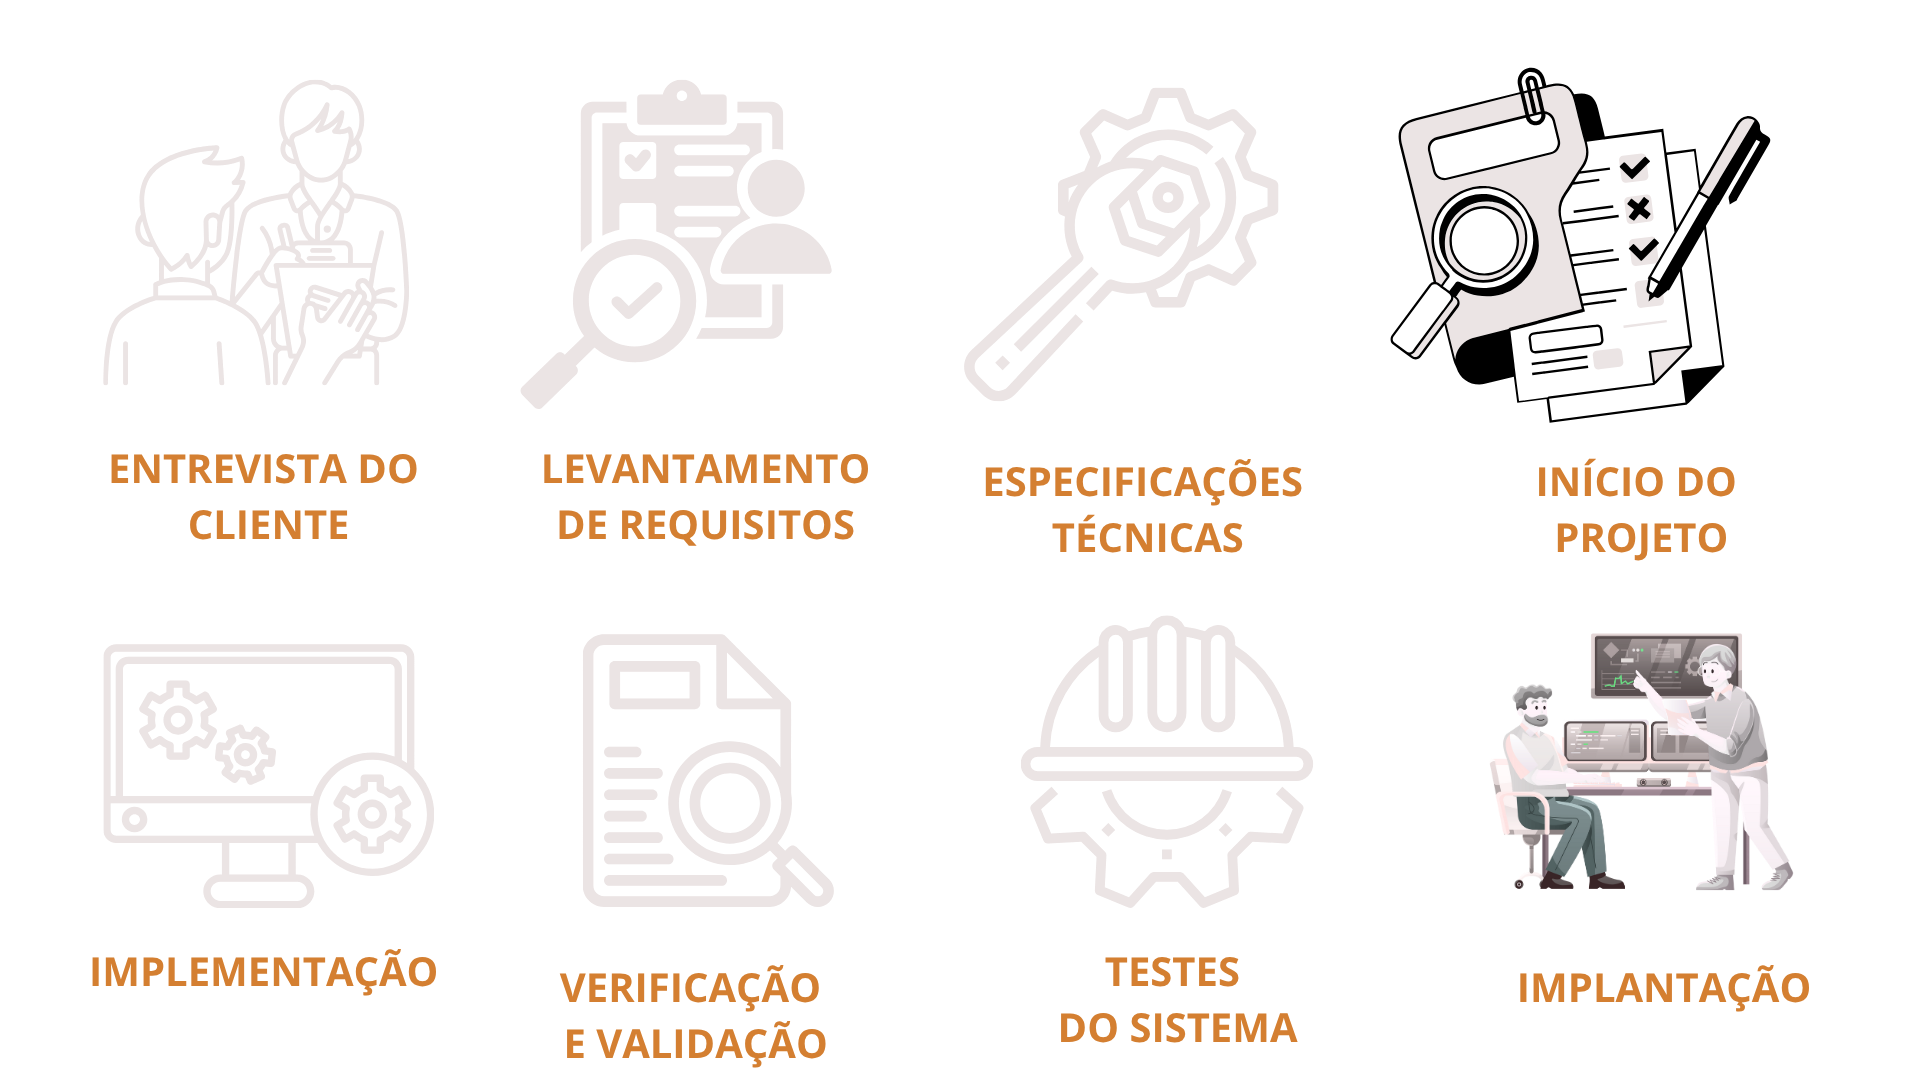 ENTREVISTA DO
CLIENTE
LEVANTAMENTO
DE REQUISITOS
ESPECIFICAÇÕES
TÉCNICAS
INÍCIO DO
PROJETO
IMPLEMENTAÇÃO
VERIFICAÇÃO
E VALIDAÇÃO
TESTES
DO SISTEMA
IMPLANTAÇÃO